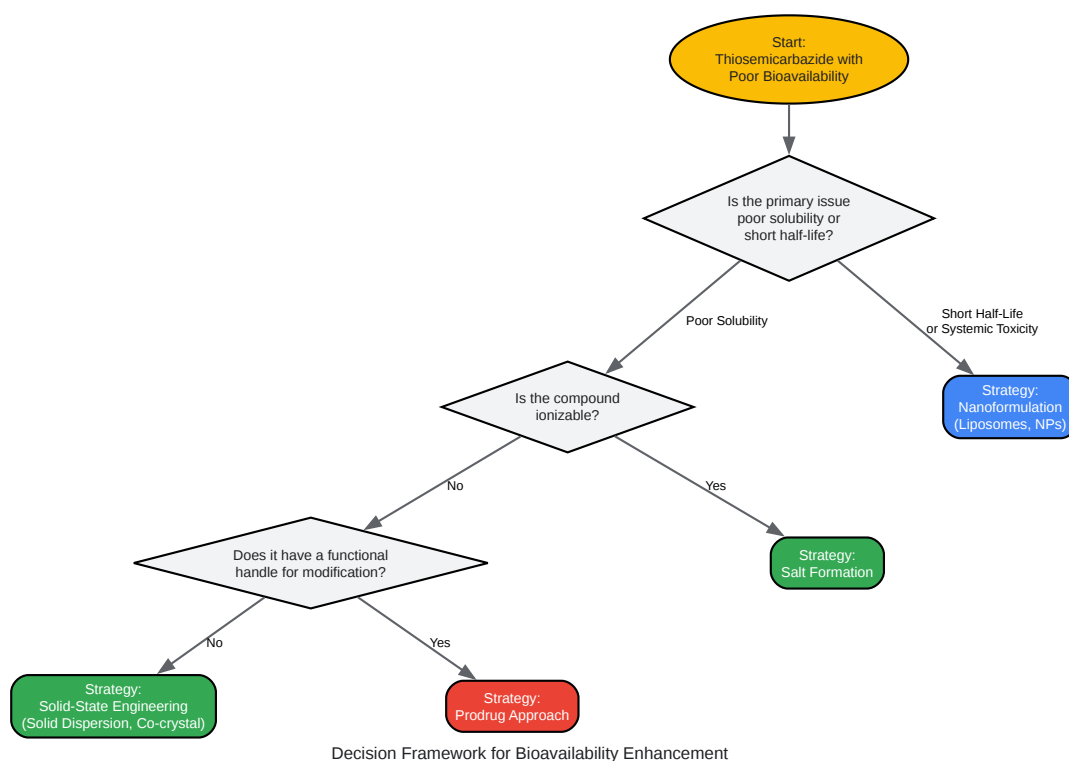 Start:
Thiosemicarbazide with
Poor Bioavailability
Is the primary issue
poor solubility or
short half-life?
Poor Solubility
Short Half-Life
or Systemic Toxicity
Is the compound
ionizable?
Strategy:
Nanoformulation
(Liposomes, NPs)
No
Yes
Does it have a functional
handle for modification?
Strategy:
Salt Formation
No
Yes
Strategy:
Solid-State Engineering
(Solid Dispersion, Co-crystal)
Strategy:
Prodrug Approach
Decision Framework for Bioavailability Enhancement